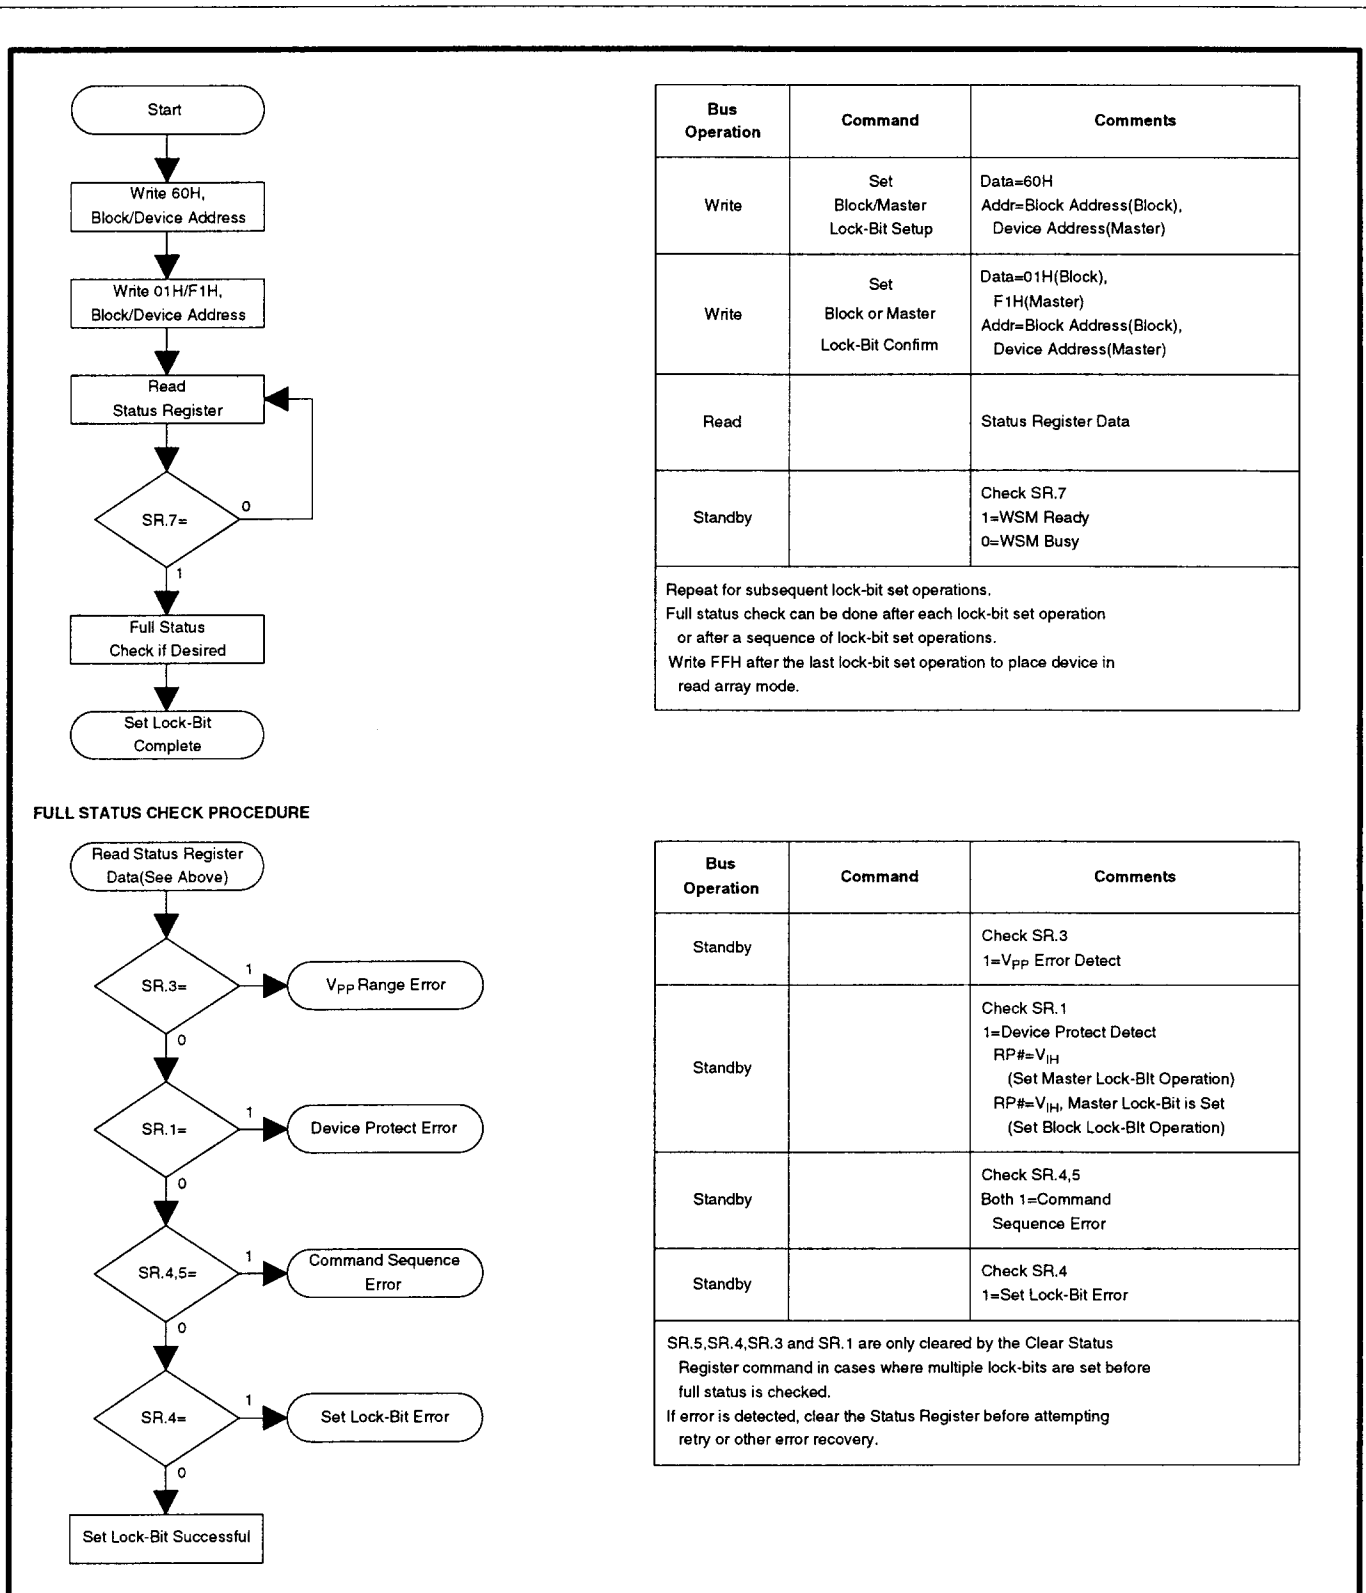 Start
Write 60H,
Block/Device Address
Write 01H/F1H,
Block/Device Address
Read
Status Register
SR.7=
0
1
Full Status
Check if Desired
Set Lock-Bit
Complete
Bus
Operation
Command
Comments
Write
Set
Block/Master
Lock-Bit Setup
Data=60H
Addr=Block Address(Block),
Device Address(Master)
Write
Set
Block or Master
Lock-Bit Confirm
Data=01H(Block),
F1H(Master)
Addr=Block Address(Block),
Device Address(Master)
Read
Status Register Data
Standby
Check SR.7
1=WSM Ready
0=WSM Busy
Repeat for subsequent lock-bit set operations.
Full status check can be done after each lock-bit set operation
or after a sequence of lock-bit set operations.
Write FFH after the last lock-bit set operation to place device in
read array mode.
FULL STATUS CHECK PROCEDURE
Read Status Register
Data(See Above)
SR.3=
1
VPP Range Error
0
SR.1=
1
Device Protect Error
0
SR.4,5=
1
Command Sequence
Error
0
SR.4=
1
Set Lock-Bit Error
0
Set Lock-Bit Successful
Bus
Operation
Command
Comments
Standby
Check SR.3
1=VPP Error Detect
Standby
Check SR.1
1=Device Protect Detect
RP#=VIH
(Set Master Lock-BIt Operation)
RP#=VIH, Master Lock-Bit is Set
(Set Block Lock-BIt Operation)
Standby
Check SR.4,5
Both 1=Command
Sequence Error
Standby
Check SR.4
1=Set Lock-Bit Error
SR.5,SR.4,SR.3 and SR.1 are only cleared by the Clear Status
Register command in cases where multiple lock-bits are set before
full status is checked.
If error is detected, clear the Status Register before attempting
retry or other error recovery.